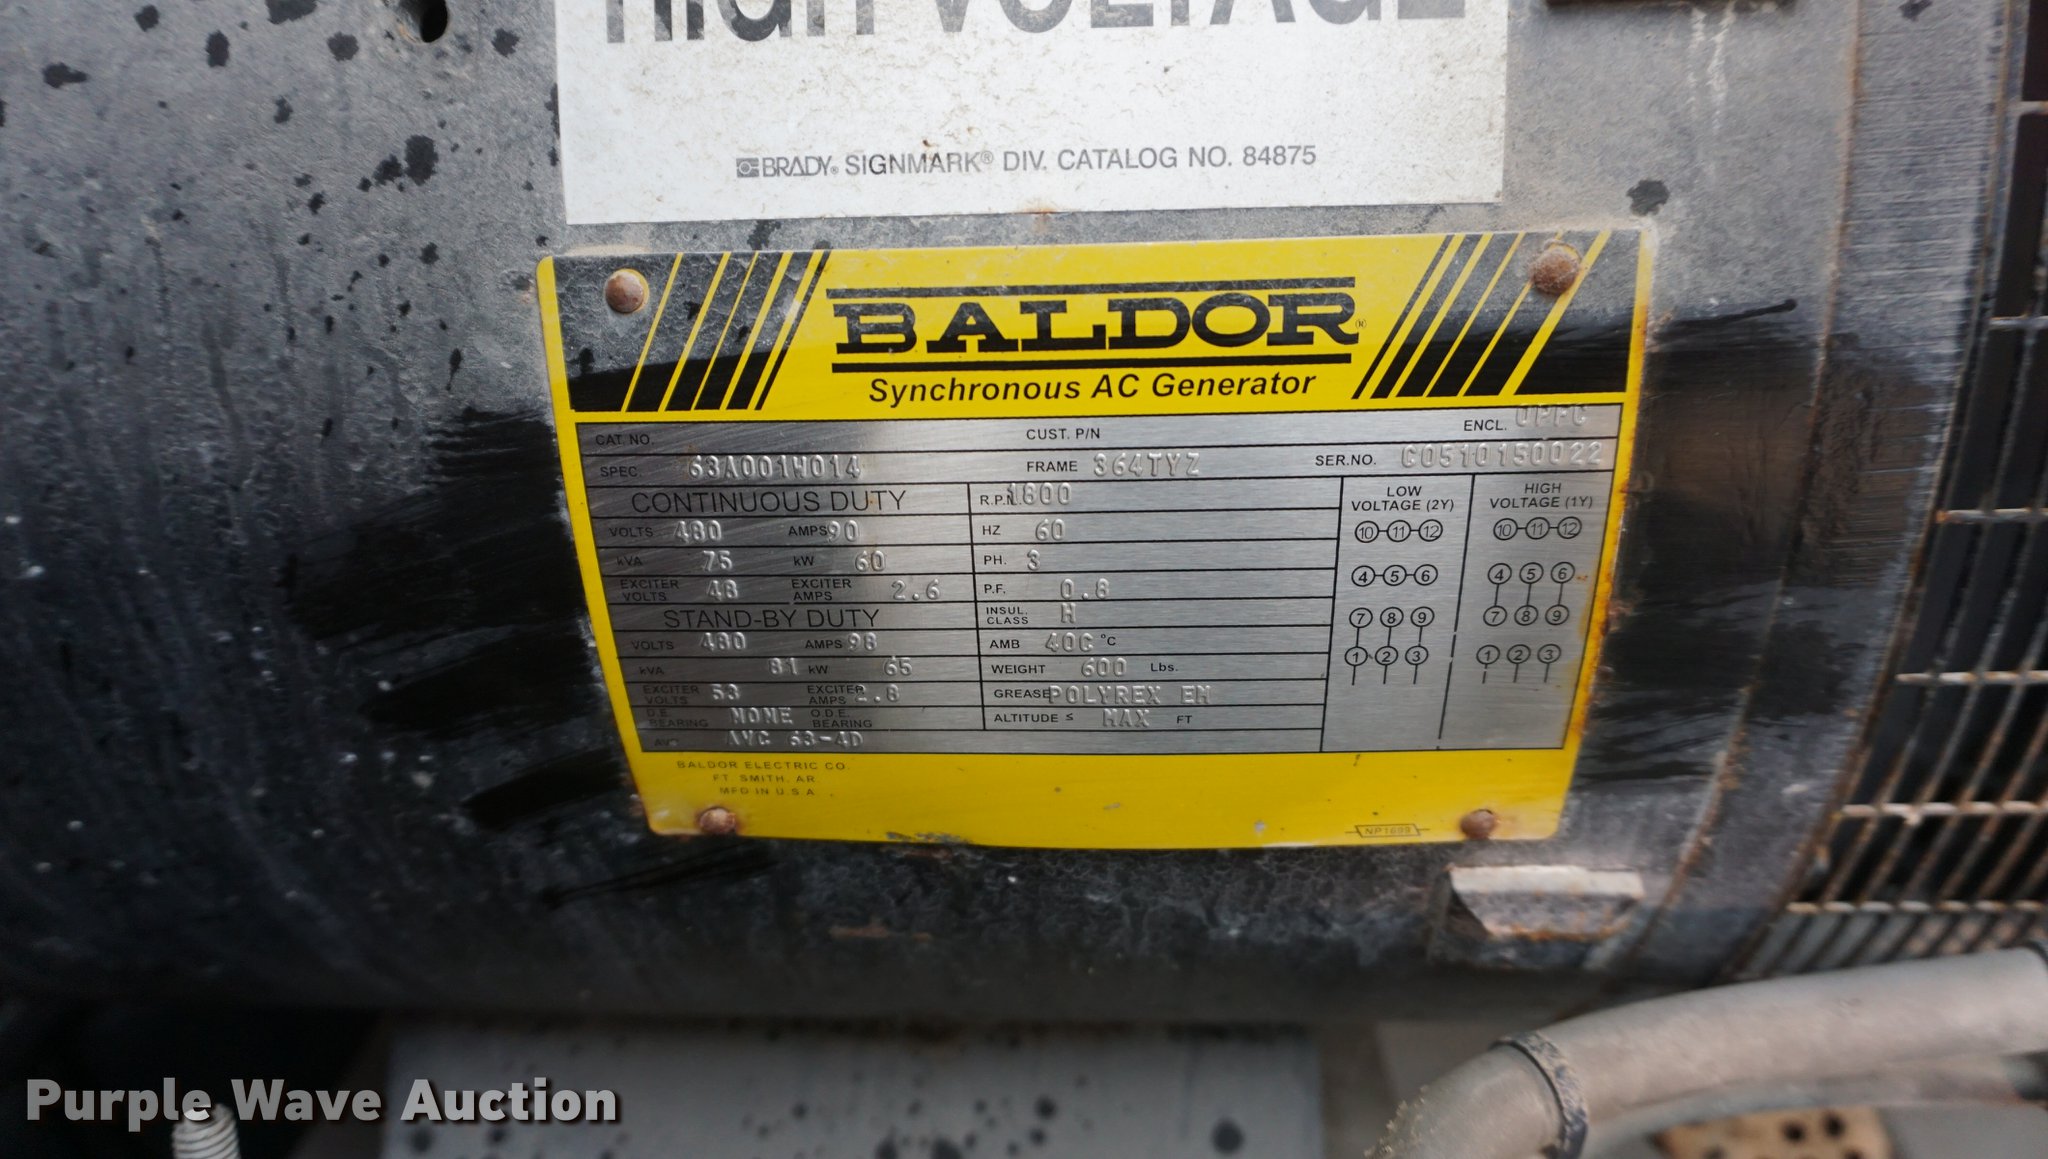 HIGH VOLTAGE
BRADY® SIGNMARK® DIV. CATALOG NO. 84875
BALDOR®
Synchronous AC Generator
CAT. NO. CUST. P/N ENCL. OPFC
SPEC. 63A001W014 FRAME 364TYZ SER.NO. C0510150022
CONTINUOUS DUTY R.P.M. 1800
VOLTS 480 AMPS 90 HZ 60
kVA 75 kW 60 PH. 3
EXCITER VOLTS 48 EXCITER AMPS 2.6 P.F. 0.8
STAND-BY DUTY INSUL. CLASS H
VOLTS 480 AMPS 98 AMB 40C °C
kVA 81 kW 65 WEIGHT 600 Lbs.
EXCITER VOLTS 53 EXCITER AMPS 2.8 GREASE POLYREX EM
D.E. BEARING NONE O.D.E. BEARING ALTITUDE ≤ MAX FT
AVC 63-4D
LOW VOLTAGE (2Y)
10 11 12
4 5 6
7 8 9
1 2 3
HIGH VOLTAGE (1Y)
10 11 12
4 5 6
7 8 9
1 2 3
BALDOR ELECTRIC CO.
FT. SMITH, AR
MFD IN U.S.A.
NP1699
Purple Wave Auction